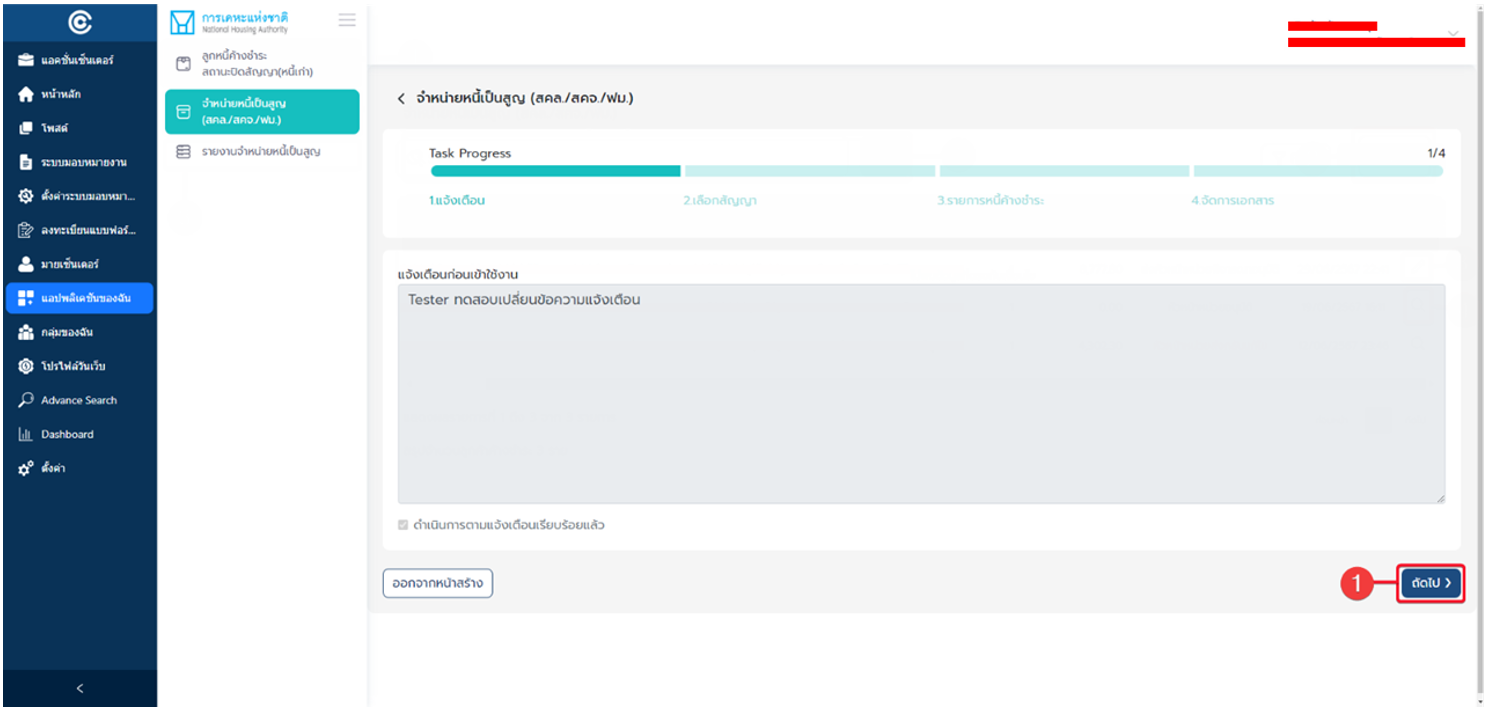 แอคชั่นเซ็นเตอร์
หน้าหลัก
โพสต์
ระบบมอบหมายงาน
ตั้งค่าระบบมอบหมา...
ลงทะเบียนแบบฟอร์...
มายเซ็นเตอร์
แอปพลิเคชันของฉัน
กลุ่มของฉัน
โปรไฟล์วันเว็บ
Advance Search
Dashboard
ตั้งค่า
การเคหะแห่งชาติ
National Housing Authority
ลูกหนี้ค้างชำระ
สถานะปิดสัญญา(หนี้เก่า)
จำหน่ายหนี้เป็นสูญ
(สคล./สคจ./ฟม.)
รายงานจำหน่ายหนี้เป็นสูญ
จำหน่ายหนี้เป็นสูญ (สคล./สคจ./ฟม.)
Task Progress 1/4
1.แจ้งเตือน 2.เลือกสัญญา 3.รายการหนี้ค้างชำระ 4.จัดการเอกสาร
แจ้งเตือนก่อนเข้าใช้งาน
Tester ทดสอบเปลี่ยนข้อความแจ้งเตือน
ดำเนินการตามแจ้งเตือนเรียบร้อยแล้ว
ออกจากหน้าสร้าง 1 ถัดไป